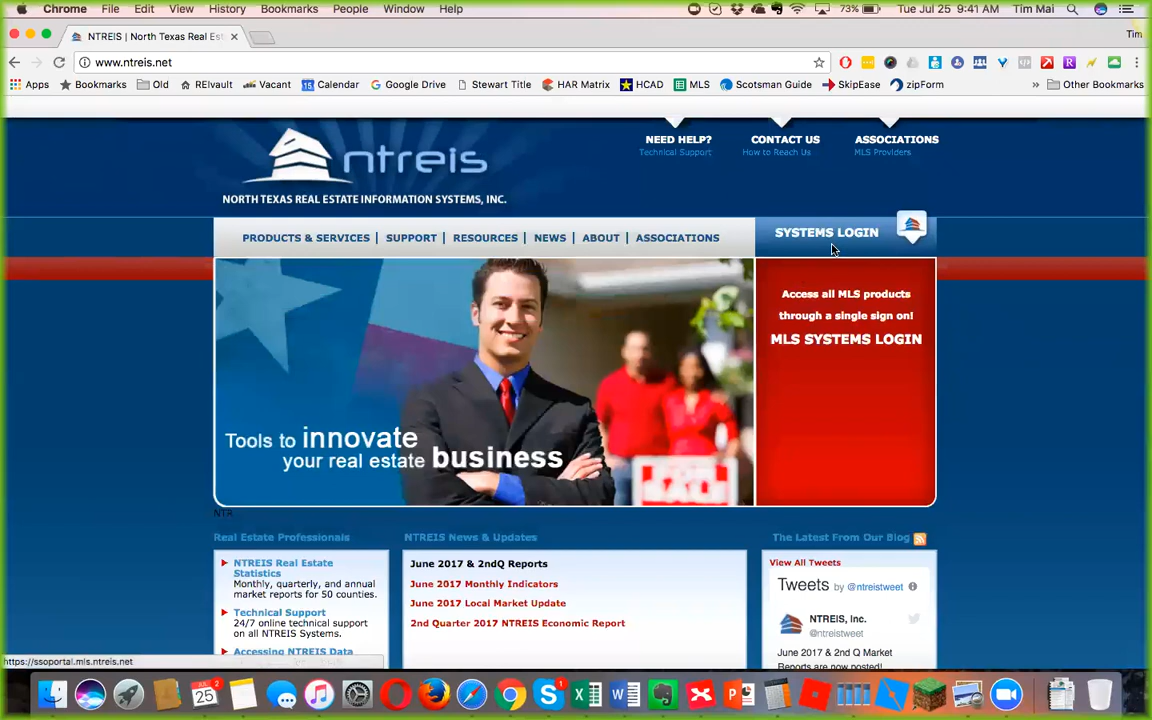 Chrome File Edit View History Bookmarks People Window Help 73% Tue Jul 25 9:41 AM Tim Mai
NTREIS | North Texas Real Est Tim
www.ntreis.net
Apps Bookmarks Old REIvault Vacant Calendar Google Drive Stewart Title HAR Matrix HCAD MLS Scotsman Guide SkipEase zipForm » Other Bookmarks
NEED HELP? CONTACT US ASSOCIATIONS
Technical Support How to Reach Us MLS Providers
ntreis
NORTH TEXAS REAL ESTATE INFORMATION SYSTEMS, INC.
PRODUCTS & SERVICES | SUPPORT | RESOURCES | NEWS | ABOUT | ASSOCIATIONS
SYSTEMS LOGIN
Access all MLS products
through a single sign on!
MLS SYSTEMS LOGIN
Tools to innovate
your real estate business
FOR
SALE
NTR
Real Estate Professionals
NTREIS Real Estate
Statistics
Monthly, quarterly, and annual
market reports for 50 counties.
Technical Support
24/7 online technical support
on all NTREIS Systems.
Accessing NTREIS Data
NTREIS News & Updates
June 2017 & 2ndQ Reports
June 2017 Monthly Indicators
June 2017 Local Market Update
2nd Quarter 2017 NTREIS Economic Report
The Latest From Our Blog
View All Tweets
Tweets by @ntreistweet
NTREIS, Inc.
@ntreistweet
June 2017 & 2nd Q Market
Reports are now posted!
https://ssoportal.mls.ntreis.net